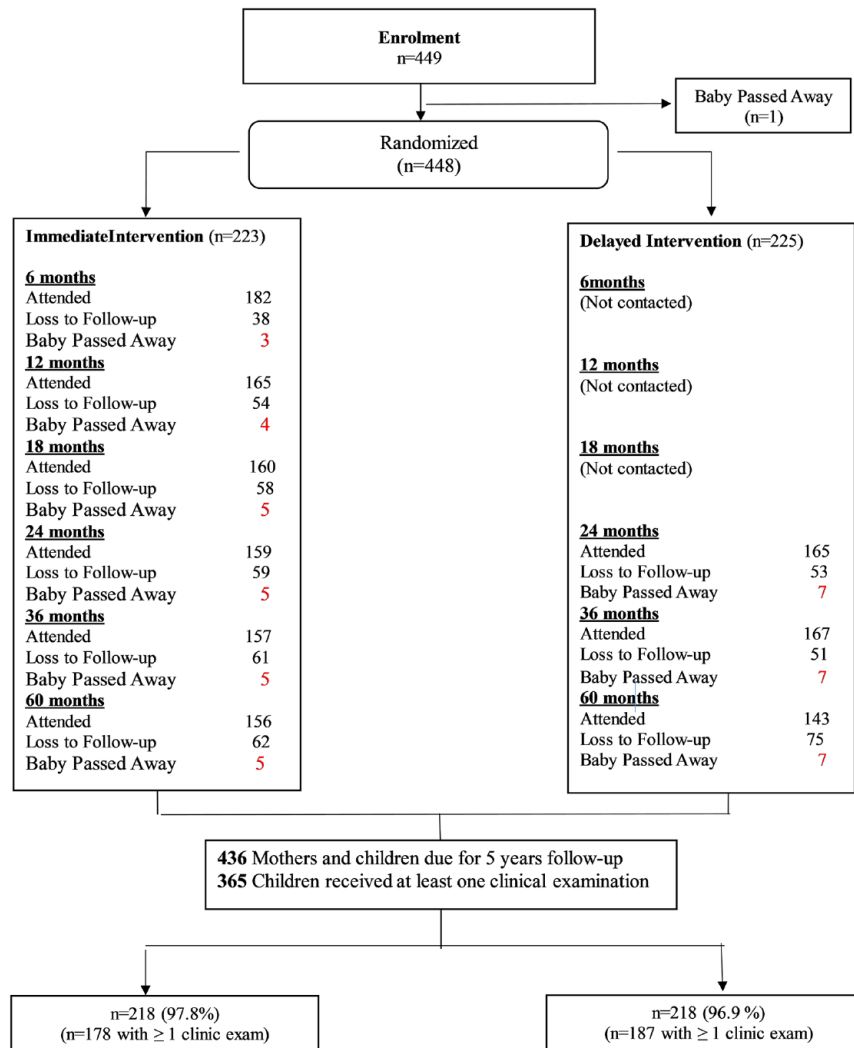 Enrolment
n=449
Baby Passed Away
(n=1)
Randomized
(n=448)
ImmediateIntervention (n=223)
6 months
Attended 182
Loss to Follow-up 38
Baby Passed Away 3
12 months
Attended 165
Loss to Follow-up 54
Baby Passed Away 4
18 months
Attended 160
Loss to Follow-up 58
Baby Passed Away 5
24 months
Attended 159
Loss to Follow-up 59
Baby Passed Away 5
36 months
Attended 157
Loss to Follow-up 61
Baby Passed Away 5
60 months
Attended 156
Loss to Follow-up 62
Baby Passed Away 5
Delayed Intervention (n=225)
6months
(Not contacted)
12 months
(Not contacted)
18 months
(Not contacted)
24 months
Attended 165
Loss to Follow-up 53
Baby Passed Away 7
36 months
Attended 167
Loss to Follow-up 51
Baby Passed Away 7
60 months
Attended 143
Loss to Follow-up 75
Baby Passed Away 7
436 Mothers and children due for 5 years follow-up
365 Children received at least one clinical examination
n=218 (97.8%)
(n=178 with ≥ 1 clinic exam)
n=218 (96.9 %)
(n=187 with ≥ 1 clinic exam)